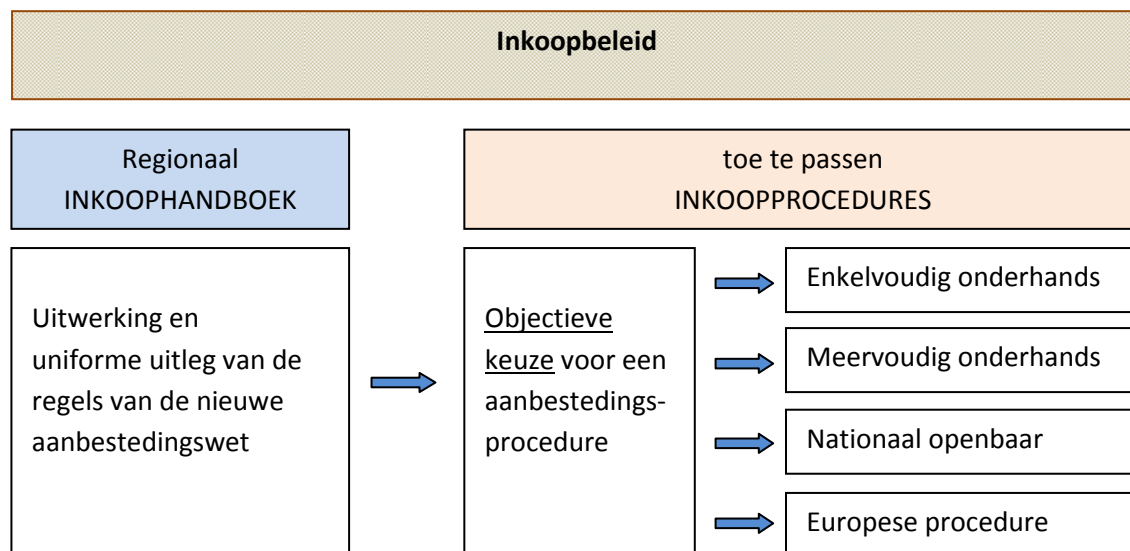 Inkoopbeleid
Regionaal
INKOOPHANDBOEK
toe te passen
INKOOPPROCEDURES
Uitwerking en
uniforme uitleg van de
regels van de nieuwe
aanbestedingswet
Objectieve
keuze voor een
aanbestedings-
procedure
Enkelvoudig onderhands
Meervoudig onderhands
Nationaal openbaar
Europese procedure